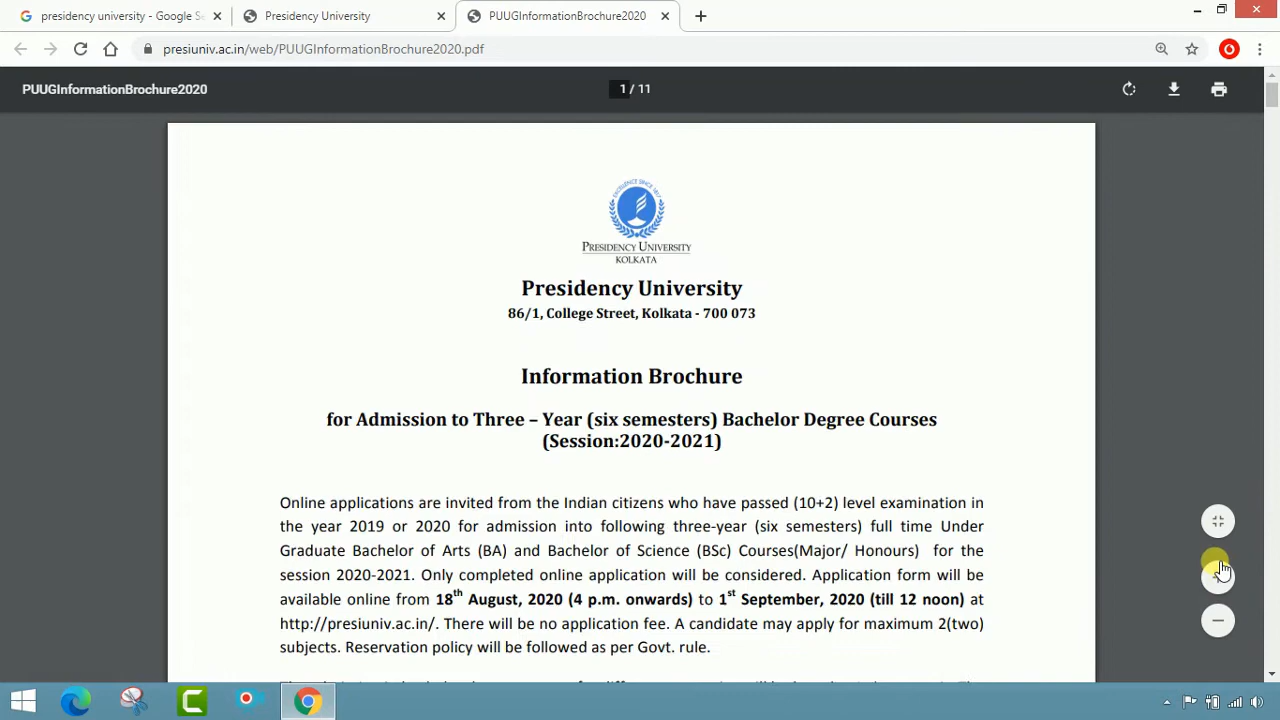 presidency university - Google S
Presidency University
PUUGInformationBrochure2020
presiuniv.ac.in/web/PUUGInformationBrochure2020.pdf
PUUGInformationBrochure2020
1 / 11
EXCELLENCE SINCE 1817
PRESIDENCY UNIVERSITY
KOLKATA
Presidency University
86/1, College Street, Kolkata - 700 073
Information Brochure
for Admission to Three – Year (six semesters) Bachelor Degree Courses
(Session:2020-2021)
Online applications are invited from the Indian citizens who have passed (10+2) level examination in
the year 2019 or 2020 for admission into following three-year (six semesters) full time Under
Graduate Bachelor of Arts (BA) and Bachelor of Science (BSc) Courses(Major/ Honours) for the
session 2020-2021. Only completed online application will be considered. Application form will be
available online from 18th August, 2020 (4 p.m. onwards) to 1st September, 2020 (till 12 noon) at
http://presiuniv.ac.in/. There will be no application fee. A candidate may apply for maximum 2(two)
subjects. Reservation policy will be followed as per Govt. rule.